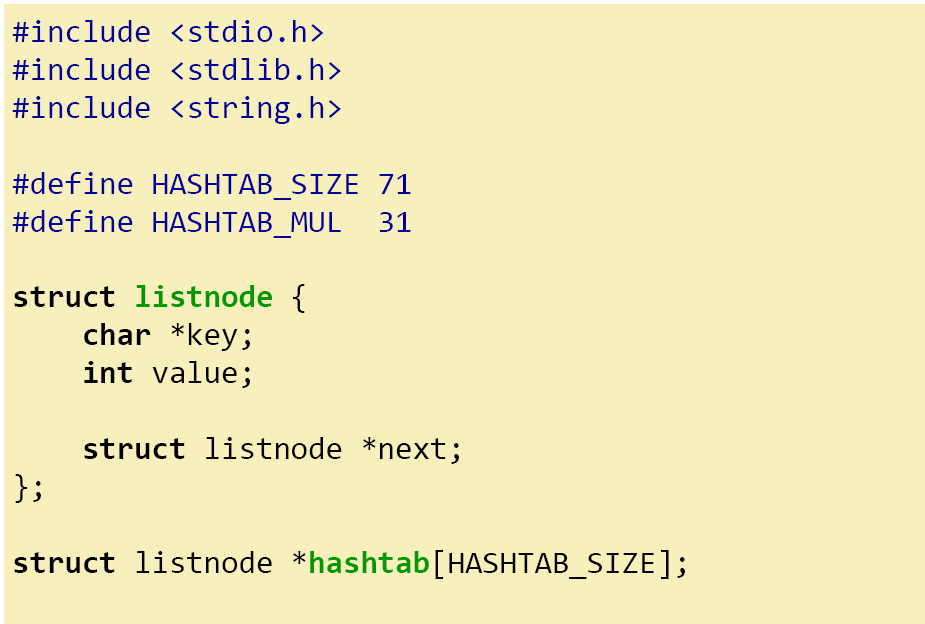 #include <stdio.h>
#include <stdlib.h>
#include <string.h>
#define HASHTAB_SIZE 71
#define HASHTAB_MUL  31
struct listnode {
    char *key;
    int value;
    struct listnode *next;
};
struct listnode *hashtab[HASHTAB_SIZE];